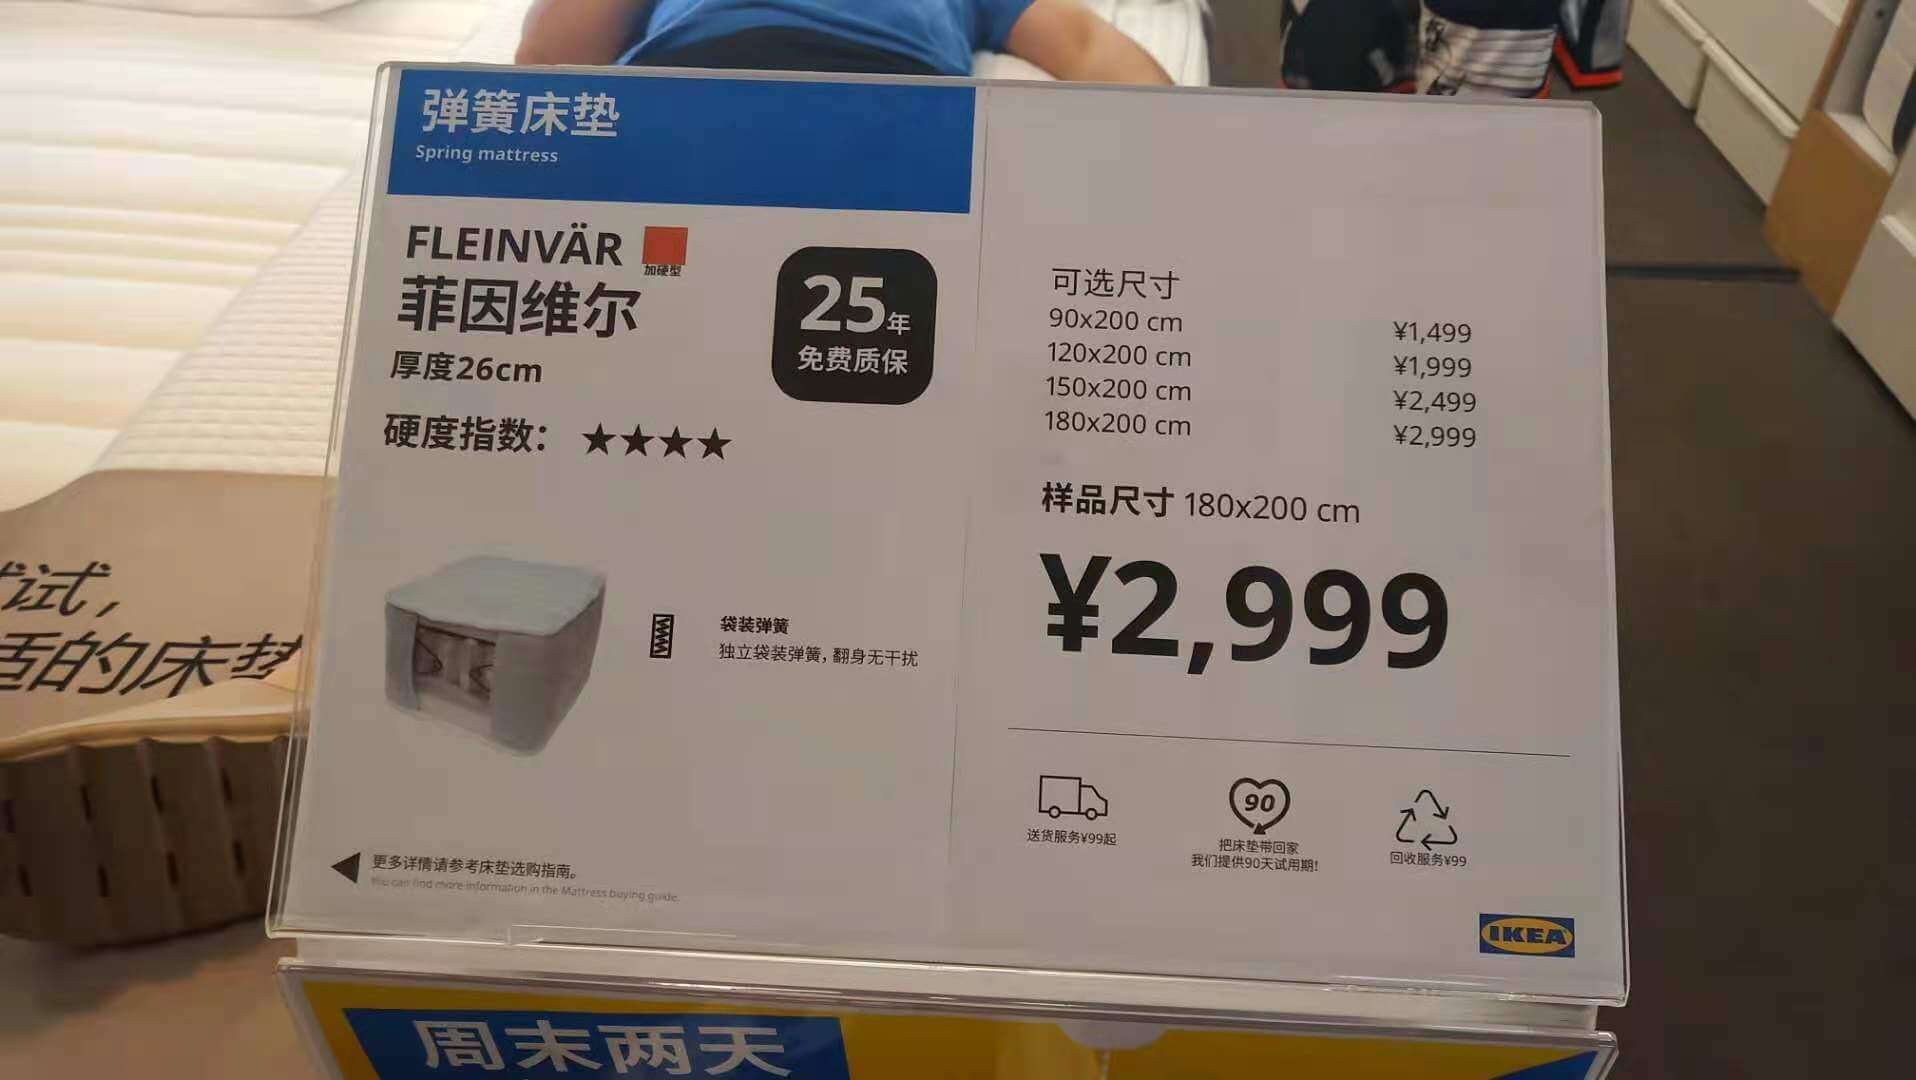 弹簧床垫
Spring mattress
FLEINVÄR
加硬型
菲因维尔
厚度26cm
硬度指数：★★★★
25年
免费质保
袋装弹簧
独立袋装弹簧，翻身无干扰
更多详情请参考床垫选购指南。
You can find more information in the Mattress buying guide.
可选尺寸
90x200 cm ¥1,499
120x200 cm ¥1,999
150x200 cm ¥2,499
180x200 cm ¥2,999
样品尺寸 180x200 cm
¥2,999
送货服务¥99起
90
把床垫带回家
我们提供90天试用期!
回收服务¥99
IKEA
试，
适的床垫
周末两天